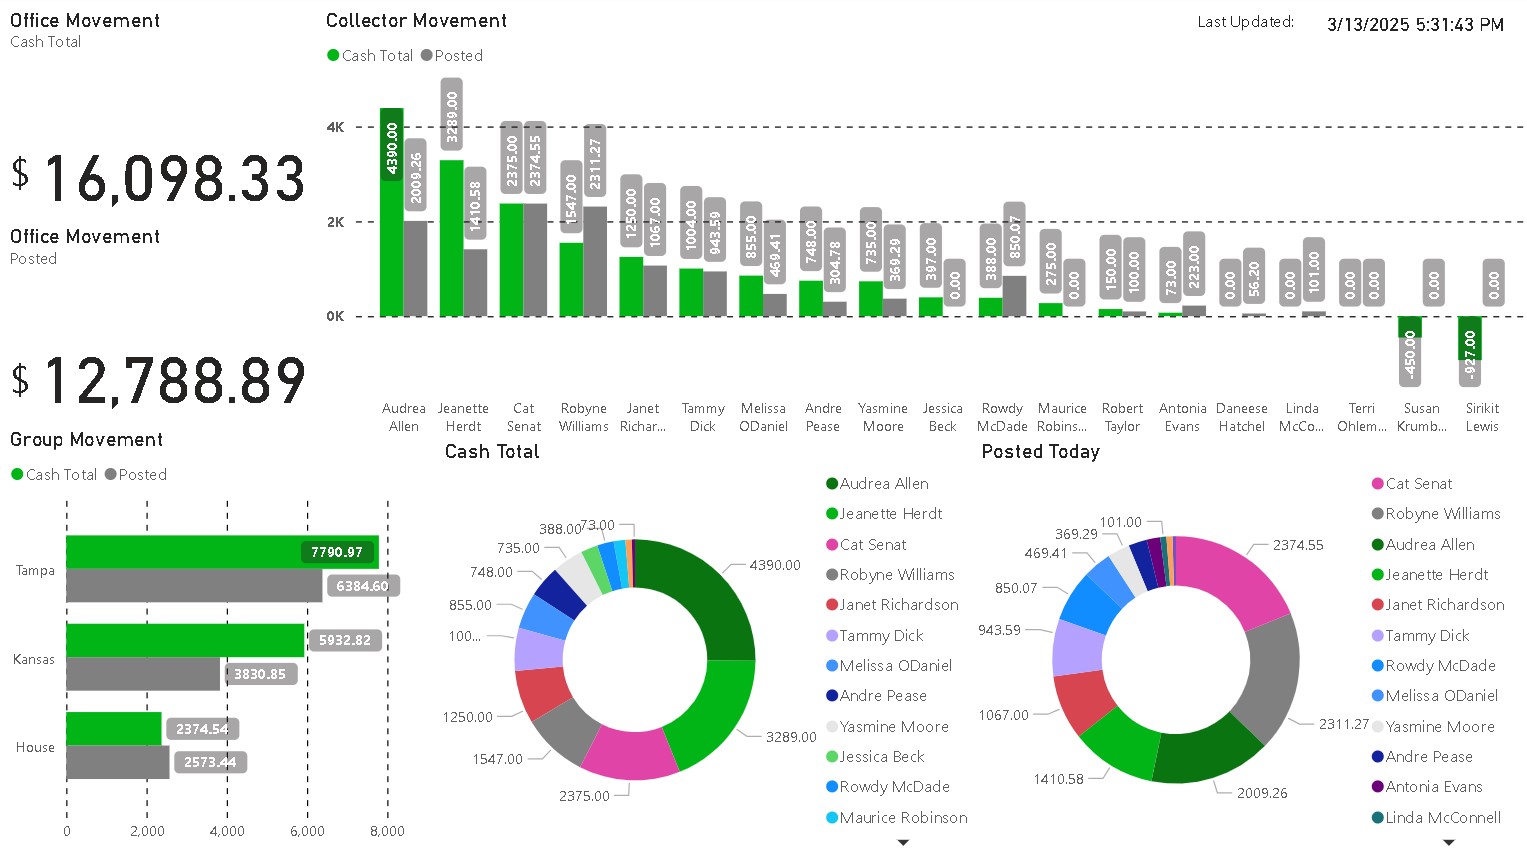 Office Movement
Cash Total
$ 16,098.33
Office Movement
Posted
$ 12,788.89
Collector Movement
Last Updated: 3/13/2025 5:31:43 PM
Cash Total Posted
4K
2K
0K
4390.00 2009.26
3289.00 1410.58
2375.00 2374.55
1547.00 2311.27
1250.00 1067.00
1004.00 943.59
855.00 469.41
748.00 304.78
735.00 369.29
397.00 0.00
388.00 850.07
275.00 0.00
150.00 100.00
73.00 223.00
0.00 56.20
0.00 101.00
0.00 0.00
-450.00 0.00
-927.00 0.00
Audrea Allen
Jeanette Herdt
Cat Senat
Robyne Williams
Janet Richar...
Tammy Dick
Melissa ODaniel
Andre Pease
Yasmine Moore
Jessica Beck
Rowdy McDade
Maurice Robins...
Robert Taylor
Antonia Evans
Daneese Hatchel
Linda McCo...
Terri Ohlem...
Susan Krumb...
Sirikit Lewis
Group Movement
Cash Total Posted
Tampa
7790.97
6384.60
Kansas
5932.82
3830.85
House
2374.54
2573.44
0 2,000 4,000 6,000 8,000
Cash Total
4390.00
3289.00
2375.00
1547.00
1250.00
100...
855.00
748.00
735.00
388.00
73.00
Audrea Allen
Jeanette Herdt
Cat Senat
Robyne Williams
Janet Richardson
Tammy Dick
Melissa ODaniel
Andre Pease
Yasmine Moore
Jessica Beck
Rowdy McDade
Maurice Robinson
Posted Today
2374.55
2311.27
2009.26
1410.58
1067.00
943.59
850.07
469.41
369.29
101.00
Cat Senat
Robyne Williams
Audrea Allen
Jeanette Herdt
Janet Richardson
Tammy Dick
Rowdy McDade
Melissa ODaniel
Yasmine Moore
Andre Pease
Antonia Evans
Linda McConnell